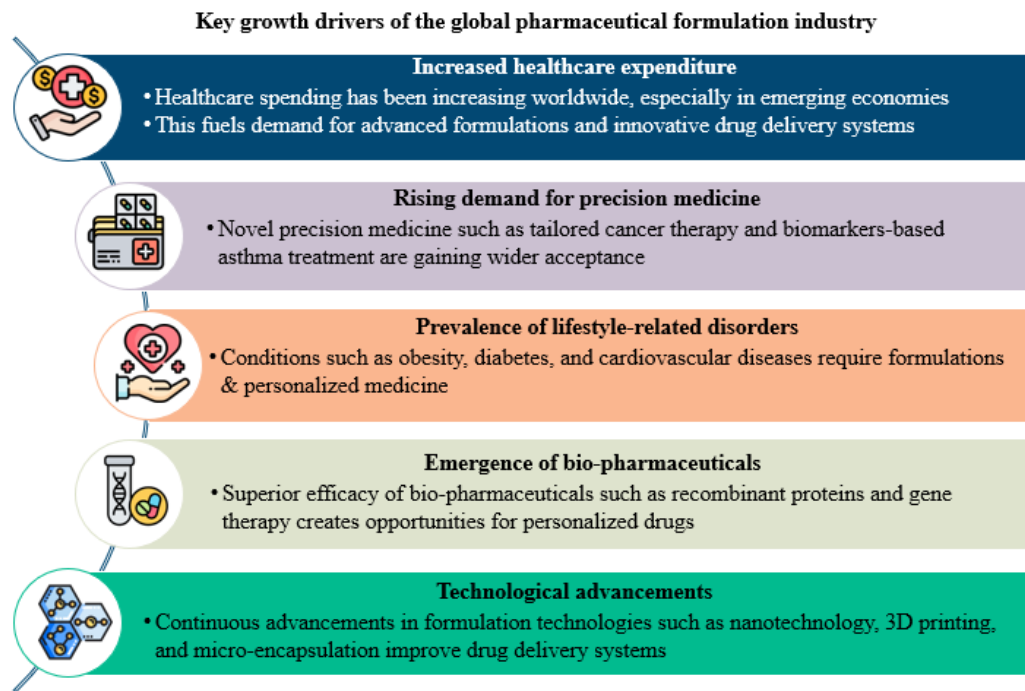 Key growth drivers of the global pharmaceutical formulation industry
Increased healthcare expenditure
• Healthcare spending has been increasing worldwide, especially in emerging economies
• This fuels demand for advanced formulations and innovative drug delivery systems
Rising demand for precision medicine
• Novel precision medicine such as tailored cancer therapy and biomarkers-based
asthma treatment are gaining wider acceptance
Prevalence of lifestyle-related disorders
• Conditions such as obesity, diabetes, and cardiovascular diseases require formulations
& personalized medicine
Emergence of bio-pharmaceuticals
• Superior efficacy of bio-pharmaceuticals such as recombinant proteins and gene
therapy creates opportunities for personalized drugs
Technological advancements
• Continuous advancements in formulation technologies such as nanotechnology, 3D printing,
and micro-encapsulation improve drug delivery systems